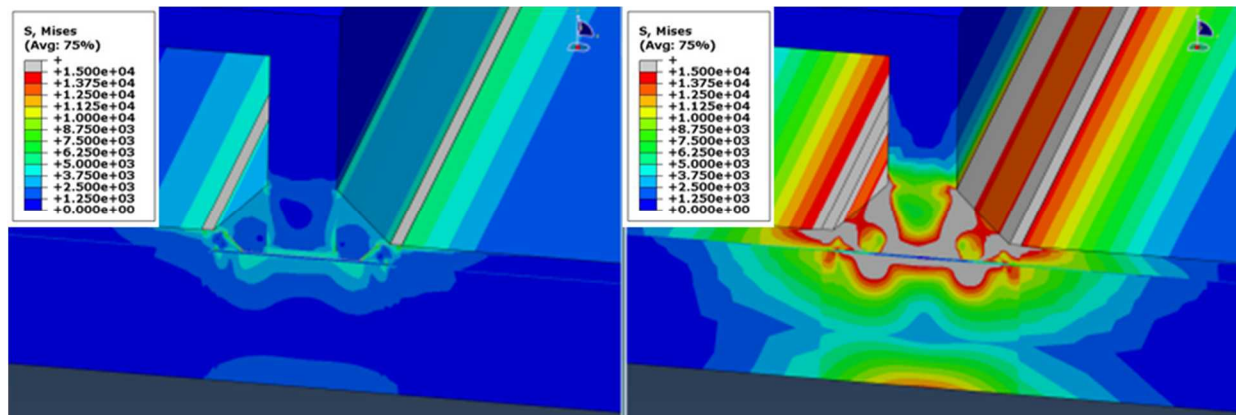 S, Mises
(Avg: 75%)
+
+1.500e+04
+1.375e+04
+1.250e+04
+1.125e+04
+1.000e+04
+8.750e+03
+7.500e+03
+6.250e+03
+5.000e+03
+3.750e+03
+2.500e+03
+1.250e+03
+0.000e+00
S, Mises
(Avg: 75%)
+
+1.500e+04
+1.375e+04
+1.250e+04
+1.125e+04
+1.000e+04
+8.750e+03
+7.500e+03
+6.250e+03
+5.000e+03
+3.750e+03
+2.500e+03
+1.250e+03
+0.000e+00